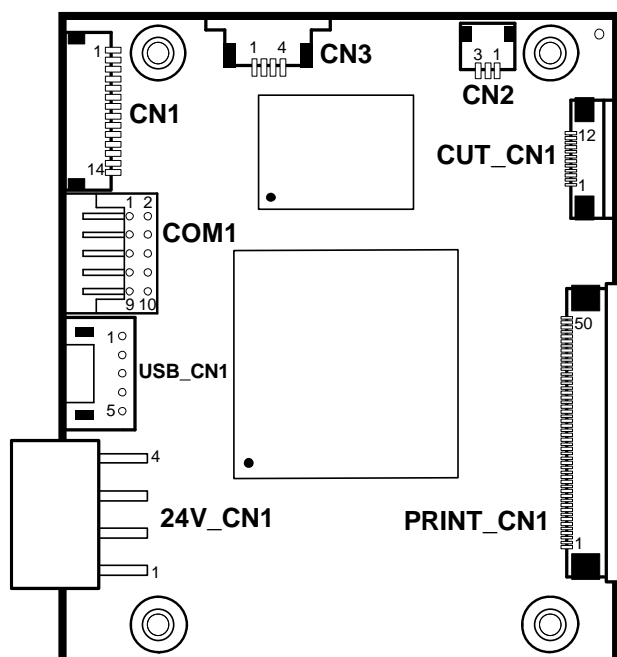 1 4 CN3
1 CN1 14
3 1
CN2
12
CUT_CN1
1
1 2
COM1
9 10
1
USB_CN1
5
50
4
24V_CN1
1
PRINT_CN1
1